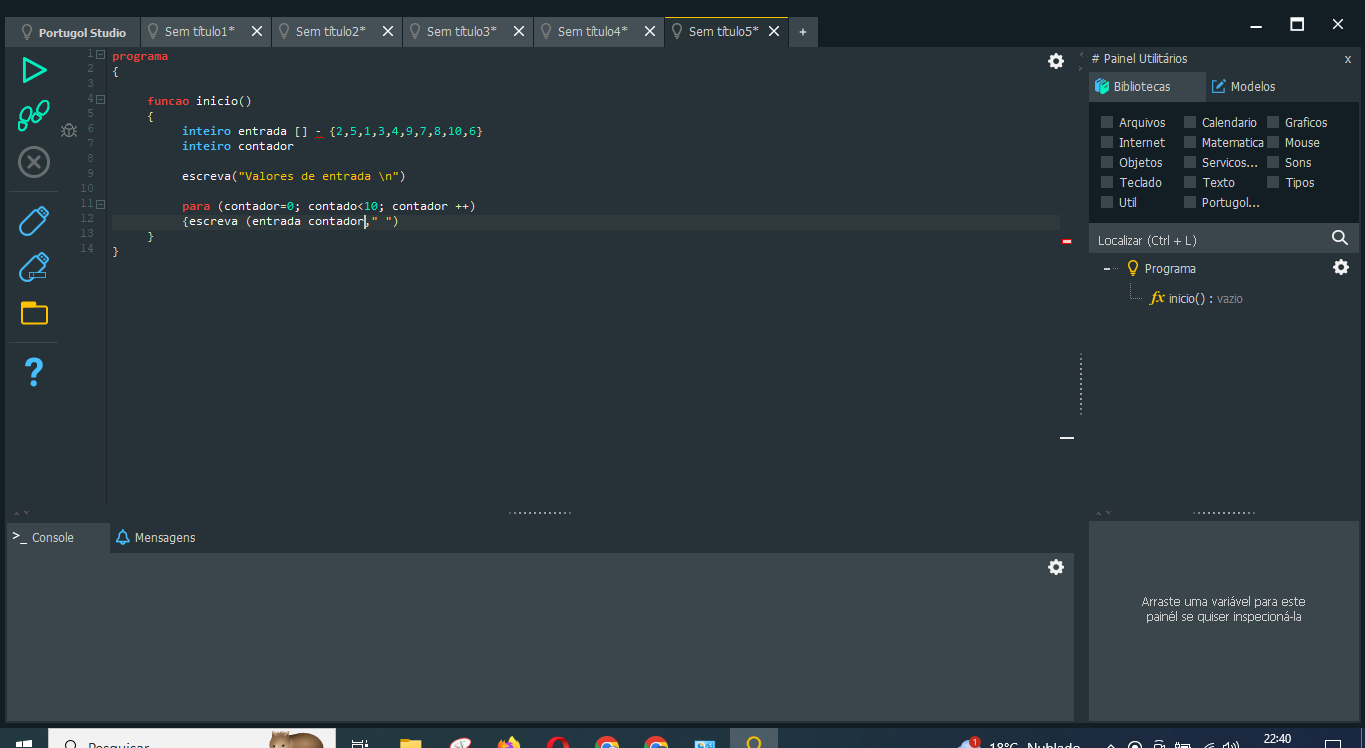 Portugol Studio
Sem título1*
Sem título2*
Sem título3*
Sem título4*
Sem título5*
+
1 programa
2 {
3
4 funcao inicio()
5 {
6 inteiro entrada [] - {2,5,1,3,4,9,7,8,10,6}
7 inteiro contador
8
9 escreva("Valores de entrada \n")
10
11 para (contador=0; contado<10; contador ++)
12 {escreva (entrada contador," ")
13 }
14 }
# Painel Utilitários x
Bibliotecas Modelos
Arquivos Calendario Graficos
Internet Matematica Mouse
Objetos Servicos... Sons
Teclado Texto Tipos
Util Portugol...
Localizar (Ctrl + L)
Programa
fx inicio() : vazio
>_ Console
Mensagens
Arraste uma variável para este
painél se quiser inspecioná-la
Pesquisar
1
18°C Nublado
22:40